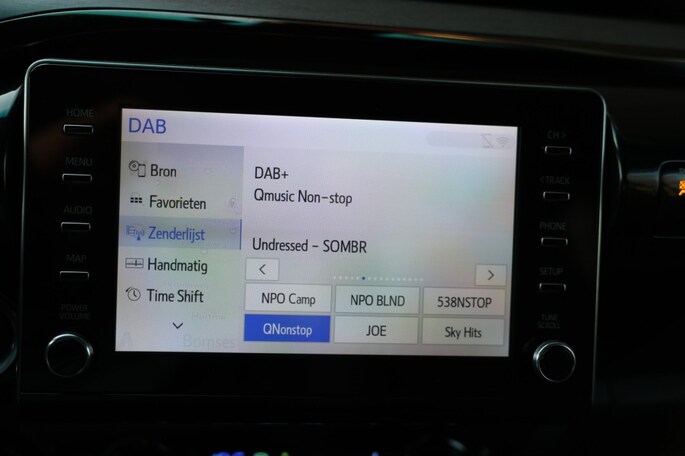 HOME
MENU
AUDIO
MAP
POWER
VOLUME
DAB
Bron
Favorieten
Zenderlijst
Handmatig
Time Shift
DAB+
Qmusic Non-stop
Undressed - SOMBR
<
>
NPO Camp
NPO BLND
538NSTOP
QNonstop
JOE
Sky Hits
CH >
< TRACK
PHONE
SETUP
TUNE
SCROLL